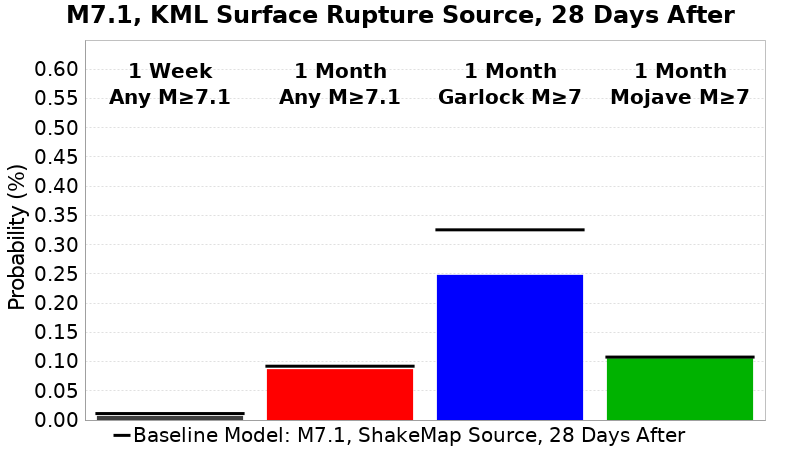 M7.1, KML Surface Rupture Source, 28 Days After
1 Week
Any M≥7.1
1 Month
Any M≥7.1
1 Month
Garlock M≥7
1 Month
Mojave M≥7
Probability (%)
0.60
0.55
0.50
0.45
0.40
0.35
0.30
0.25
0.20
0.15
0.10
0.05
0.00
Baseline Model: M7.1, ShakeMap Source, 28 Days After